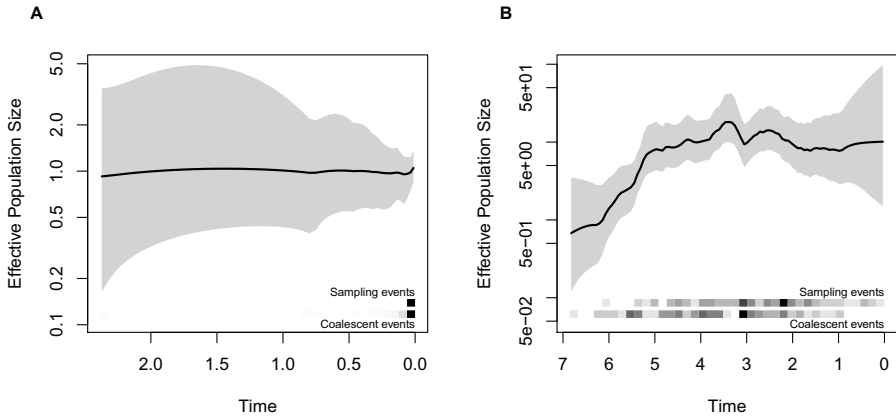 A
B
Effective Population Size
5.0
2.0
1.0
0.5
0.2
0.1
Sampling events
Coalescent events
2.0
1.5
1.0
0.5
0.0
Time
Effective Population Size
5e+01
5e+00
5e−01
5e−02
Sampling events
Coalescent events
7
6
5
4
3
2
1
0
Time